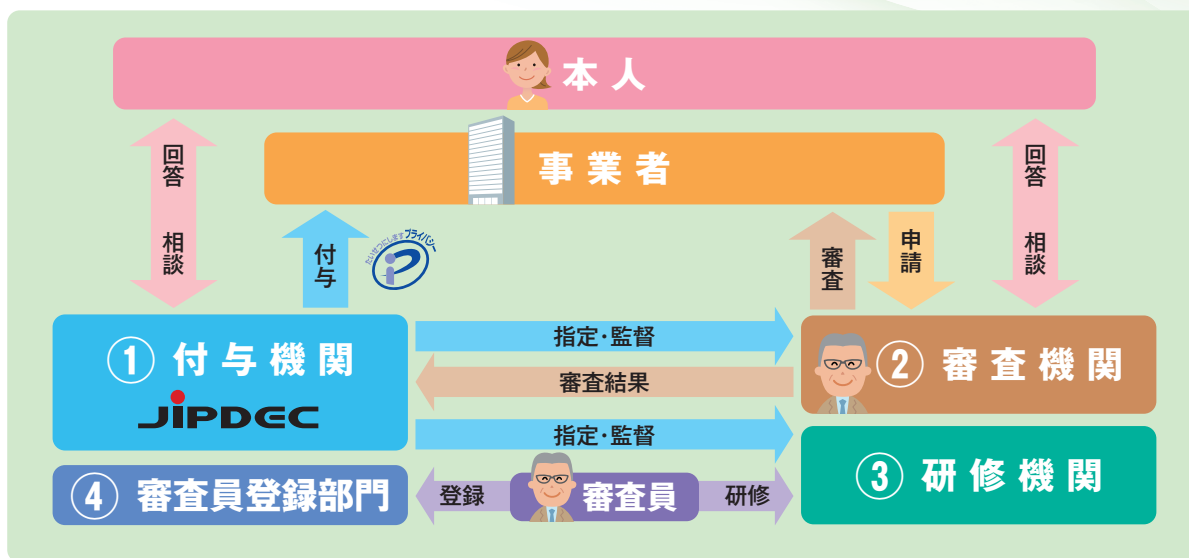 本人
事業者
回答
相談
付与
たいせつにしますプライバシー
審査
申請
回答
相談
① 付与機関
JIPDEC
指定・監督
審査結果
指定・監督
② 審査機関
④ 審査員登録部門
登録
審査員
研修
③ 研修機関